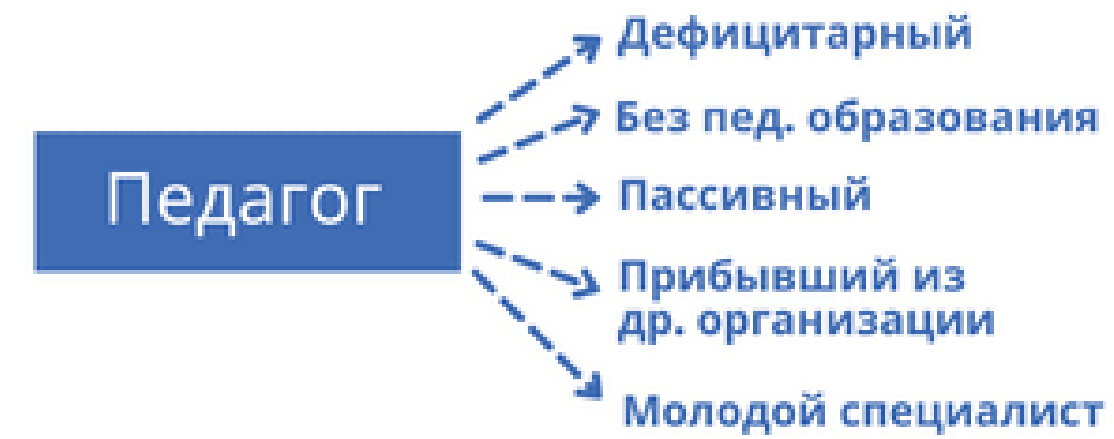 Педагог
Дефицитарный
Без пед. образования
Пассивный
Прибывший из
др. организации
Молодой специалист